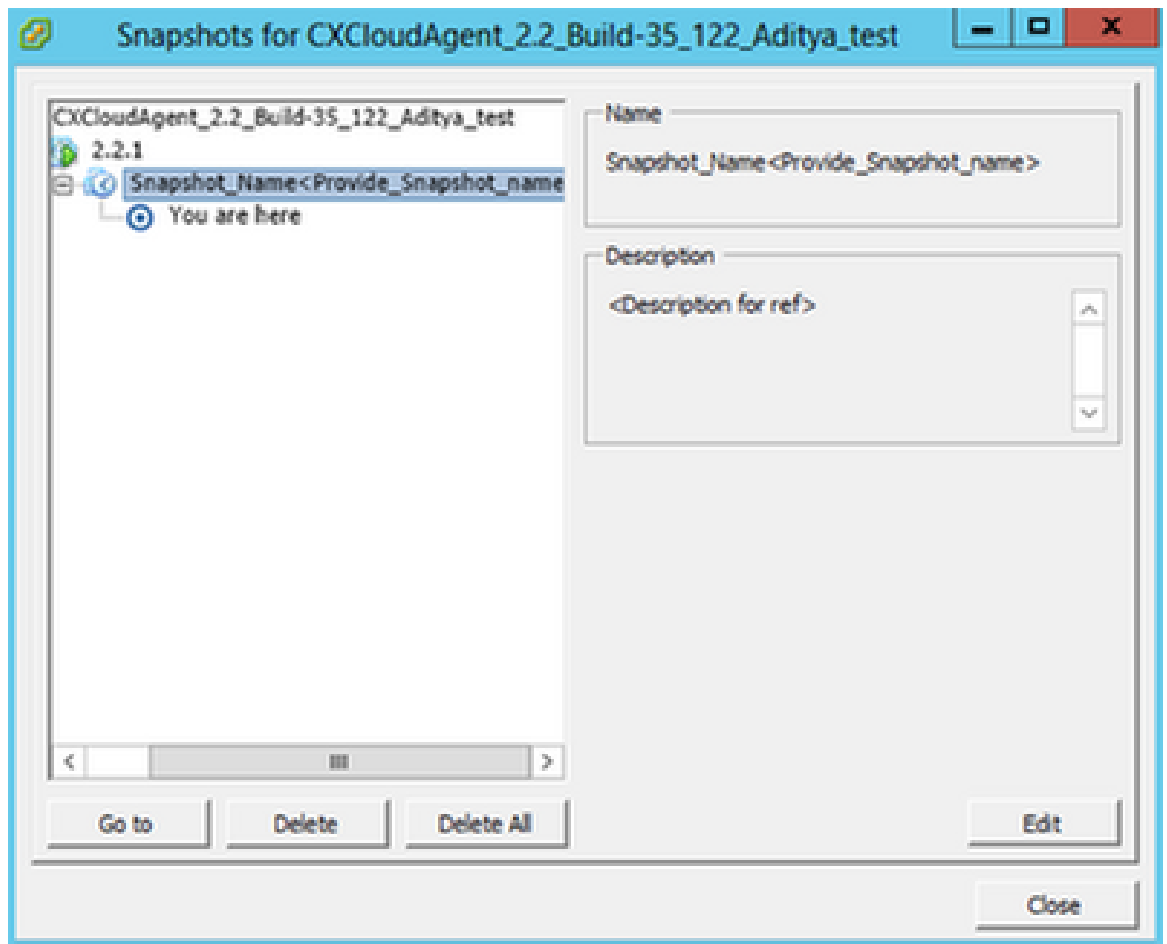 Snapshots for CXCloudAgent_2.2_Build-35_122_Aditya_test
CXCloudAgent_2.2_Build-35_122_Aditya_test
2.2.1
Snapshot_Name<Provide_Snapshot_name
You are here
Name
Snapshot_Name<Provide_Snapshot_name>
Description
<Description for ref>
Go to
Delete
Delete All
Edit
Close